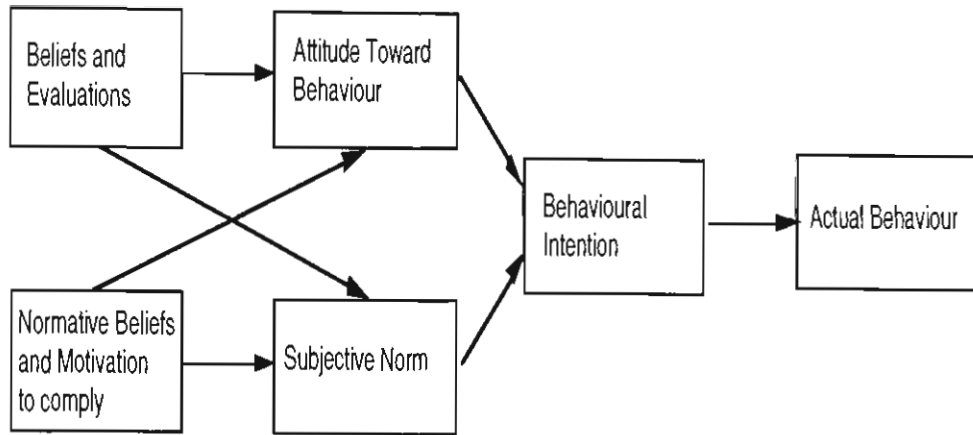 Beliefs and
Evaluations
Attitude Toward
Behaviour
Behavioural
Intention
Actual Behaviour
Normative Beliefs
and Motivation
to comply
Subjective Norm